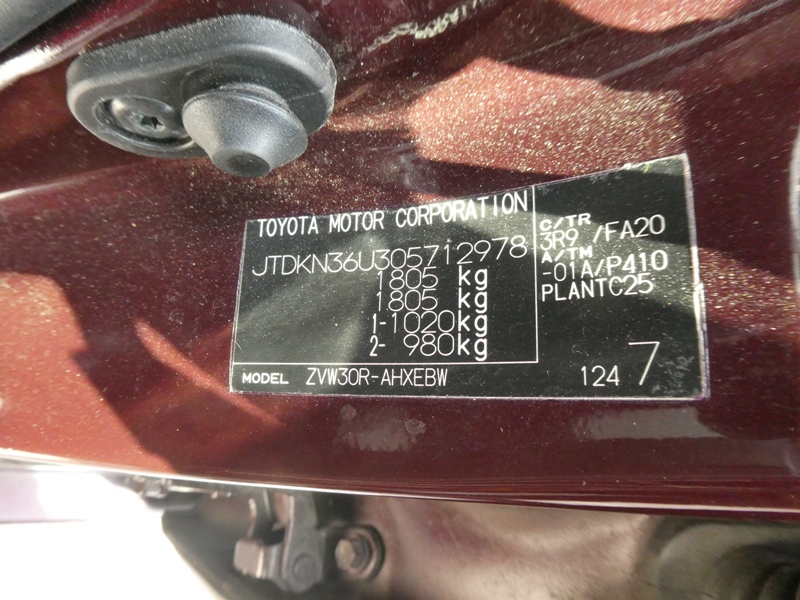 TOYOTA MOTOR CORPORATION
JTDKN36U305712978
1805 kg
1805 kg
1-1020kg
2- 980kg
MODEL ZVW30R-AHXEBW
C/TR
3R9 /FA20
A/TM
-01A/P410
PLANTC25
124 7